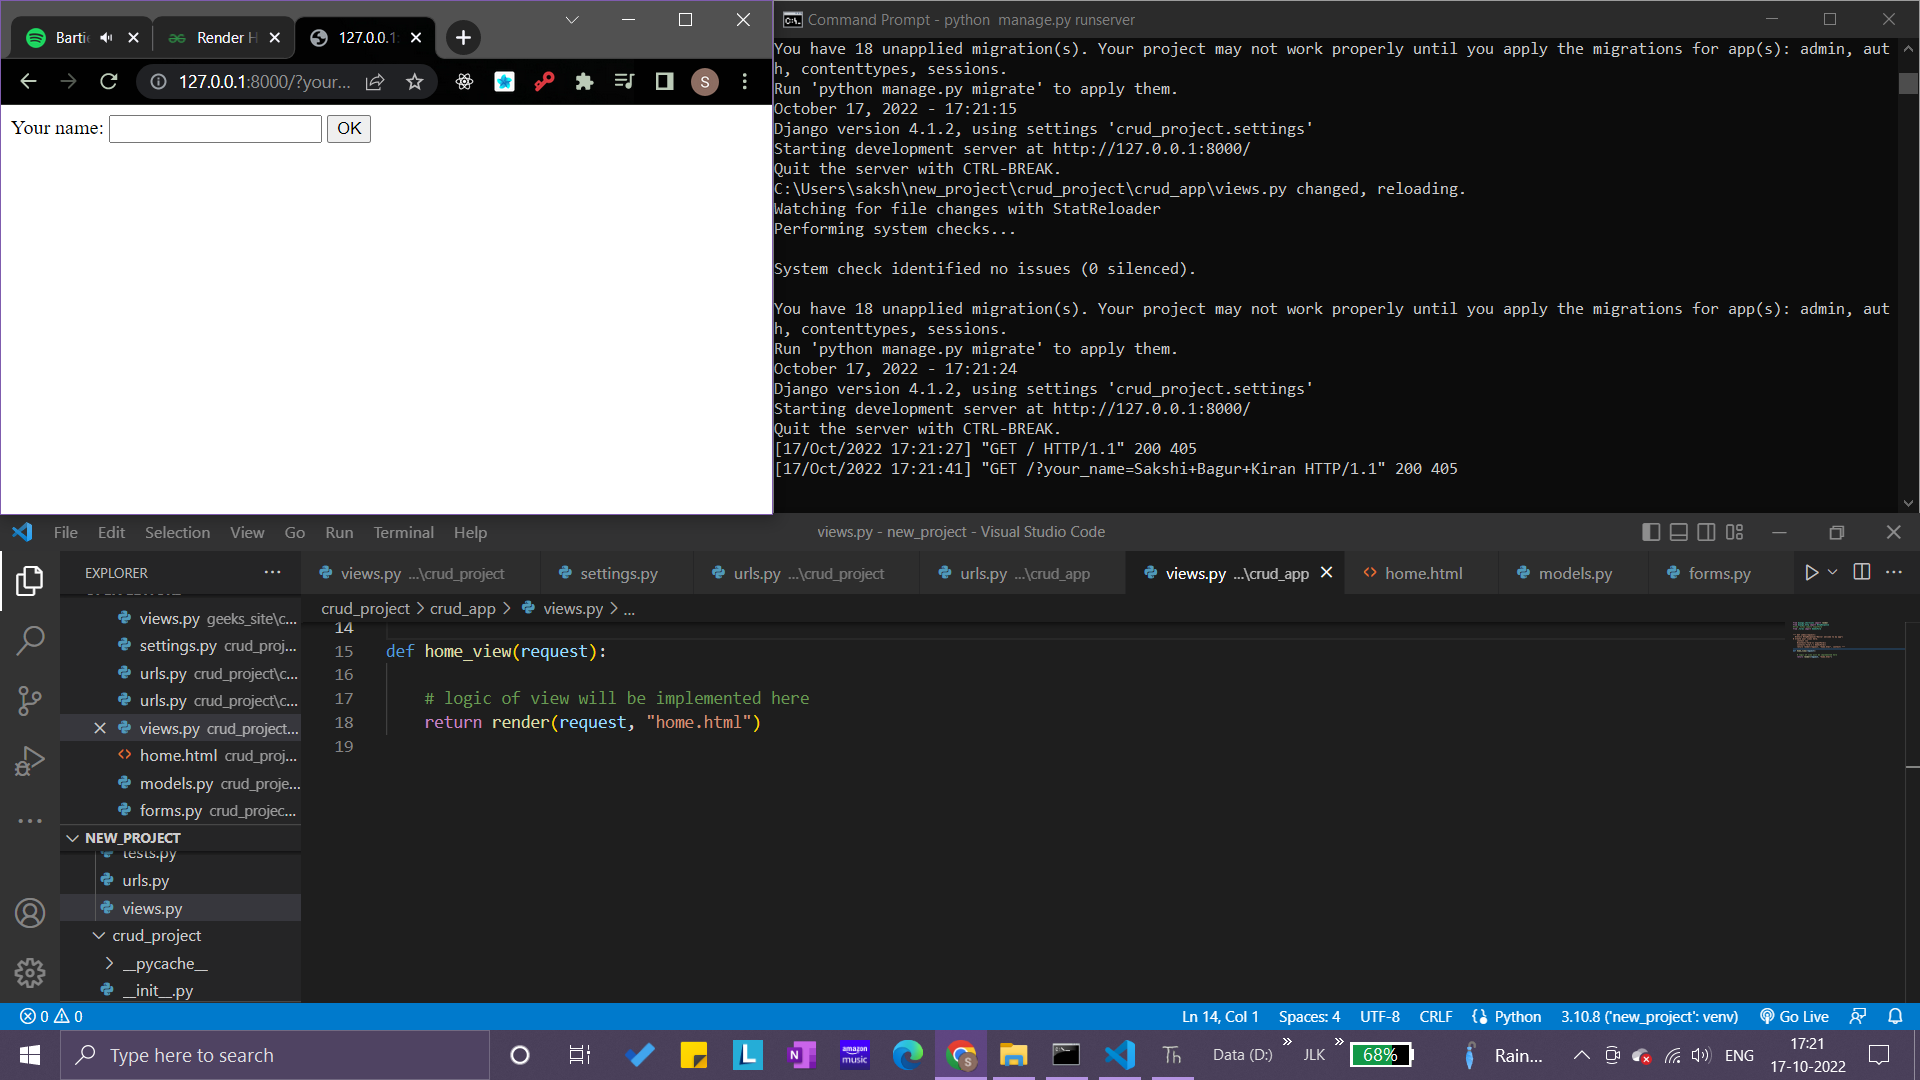 Barti
Render H
127.0.0.1:
127.0.0.1:8000/?your...
S
Your name:
OK
Command Prompt - python  manage.py runserver
You have 18 unapplied migration(s). Your project may not work properly until you apply the migrations for app(s): admin, aut
h, contenttypes, sessions.
Run 'python manage.py migrate' to apply them.
October 17, 2022 - 17:21:15
Django version 4.1.2, using settings 'crud_project.settings'
Starting development server at http://127.0.0.1:8000/
Quit the server with CTRL-BREAK.
C:\Users\saksh\new_project\crud_project\crud_app\views.py changed, reloading.
Watching for file changes with StatReloader
Performing system checks...
System check identified no issues (0 silenced).
You have 18 unapplied migration(s). Your project may not work properly until you apply the migrations for app(s): admin, aut
h, contenttypes, sessions.
Run 'python manage.py migrate' to apply them.
October 17, 2022 - 17:21:24
Django version 4.1.2, using settings 'crud_project.settings'
Starting development server at http://127.0.0.1:8000/
Quit the server with CTRL-BREAK.
[17/Oct/2022 17:21:27] "GET / HTTP/1.1" 200 405
[17/Oct/2022 17:21:41] "GET /?your_name=Sakshi+Bagur+Kiran HTTP/1.1" 200 405
File Edit Selection View Go Run Terminal Help
views.py - new_project - Visual Studio Code
EXPLORER
views.py ...\crud_project
settings.py
urls.py ...\crud_project
urls.py ...\crud_app
views.py ...\crud_app
home.html
models.py
forms.py
crud_project > crud_app > views.py > ...
views.py geeks_site\c...
settings.py crud_proj...
urls.py crud_project\c...
urls.py crud_project\c...
views.py crud_project...
home.html crud_proj...
models.py crud_proje...
forms.py crud_projec...
NEW_PROJECT
tests.py
urls.py
views.py
crud_project
__pycache__
__init__.py
14
15 def home_view(request):
16
17 # logic of view will be implemented here
18 return render(request, "home.html")
19
0 0
Ln 14, Col 1 Spaces: 4 UTF-8 CRLF Python 3.10.8 ('new_project': venv) Go Live
Type here to search
L
N
amazon music
S
Th
Data (D:)
JLK
68%
Rain...
ENG
17:21
17-10-2022